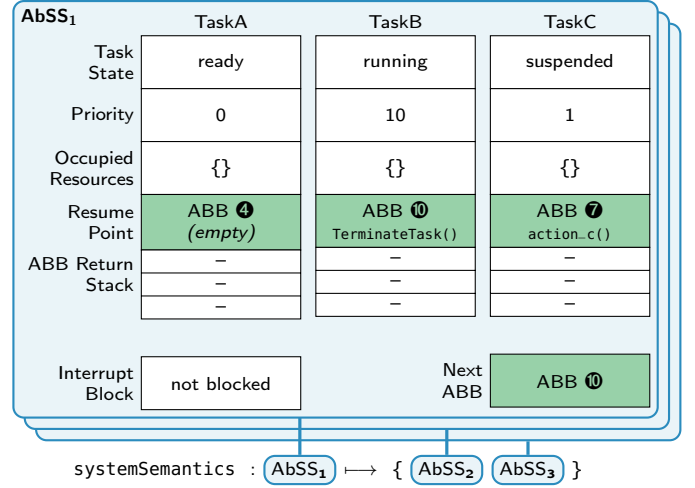 AbSS₁ TaskA TaskB TaskC
Task State ready running suspended
Priority 0 10 1
Occupied Resources {} {} {}
Resume Point ABB ❹ (empty) ABB ❿ TerminateTask() ABB ❼ action_c()
ABB Return Stack – – –
– – –
– – –
Interrupt Block not blocked Next ABB ABB ❿
systemSemantics : AbSS₁ ⟼ { AbSS₂ AbSS₃ }